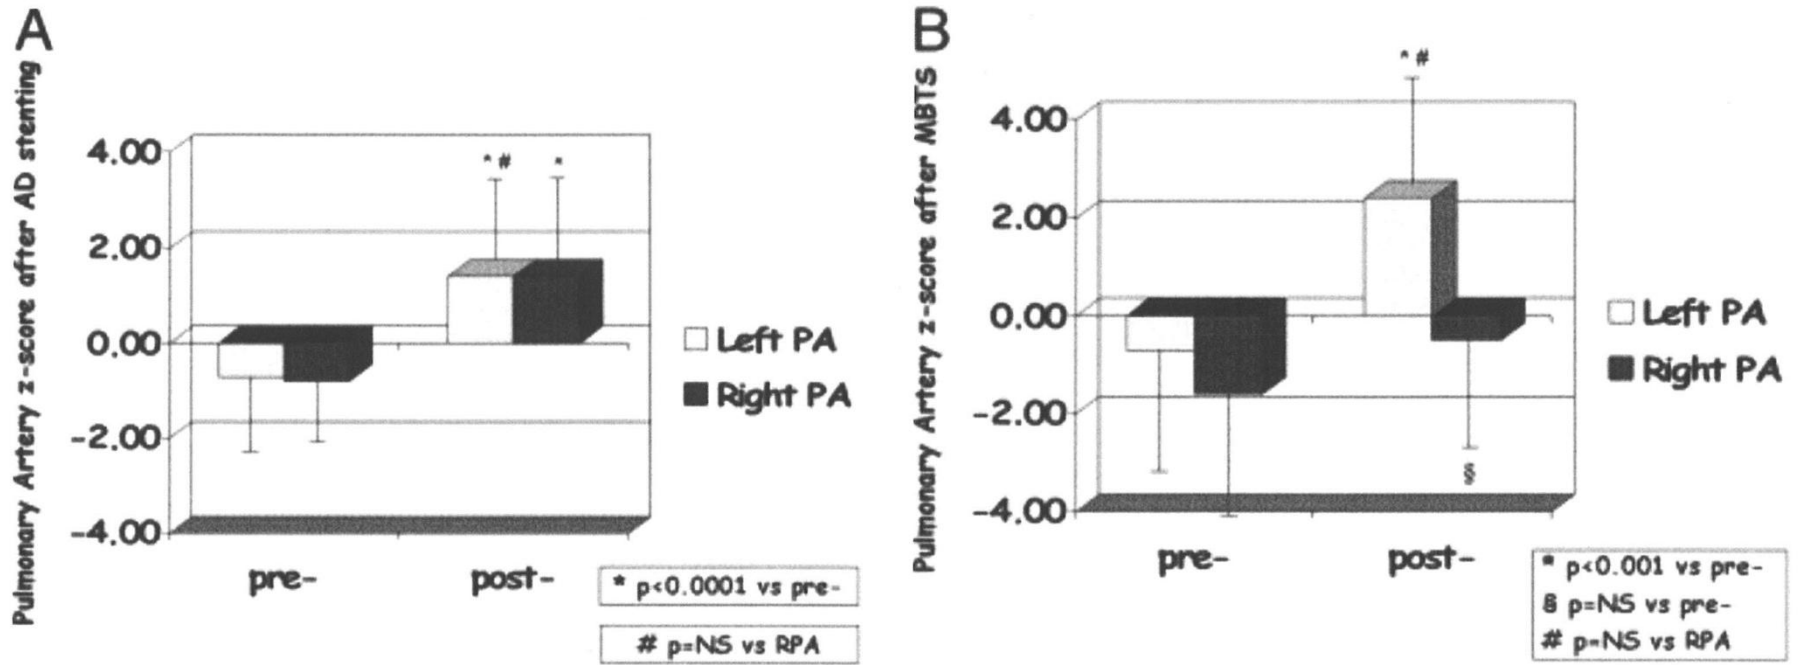 A
Pulmonary Artery z-score after AD stenting
4.00
2.00
0.00
-2.00
-4.00
* #
*
pre-
post-
Left PA
Right PA
* p<0.0001 vs pre-
# p=NS vs RPA
B
Pulmonary Artery z-score after MBTS
4.00
2.00
0.00
-2.00
-4.00
* #
§
pre-
post-
Left PA
Right PA
* p<0.001 vs pre-
§ p=NS vs pre-
# p=NS vs RPA